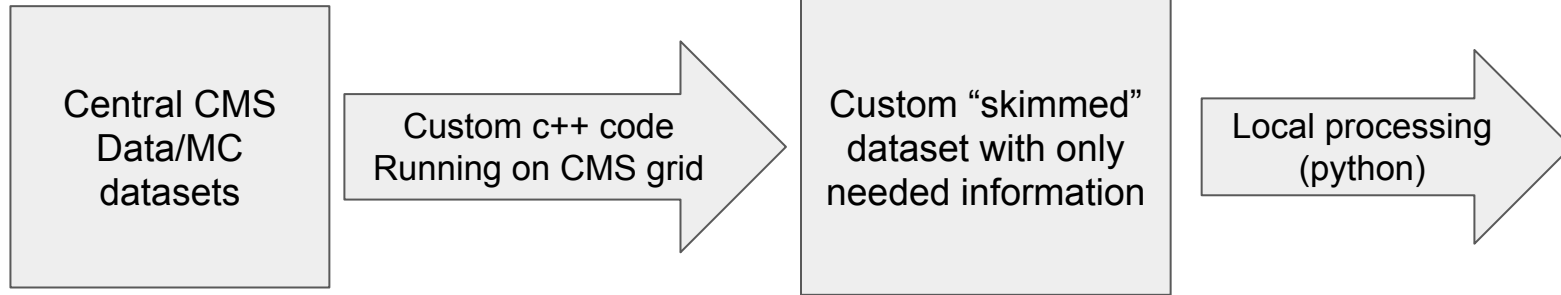 Central CMS
Data/MC
datasets
Custom c++ code
Running on CMS grid
Custom “skimmed”
dataset with only
needed information
Local processing
(python)